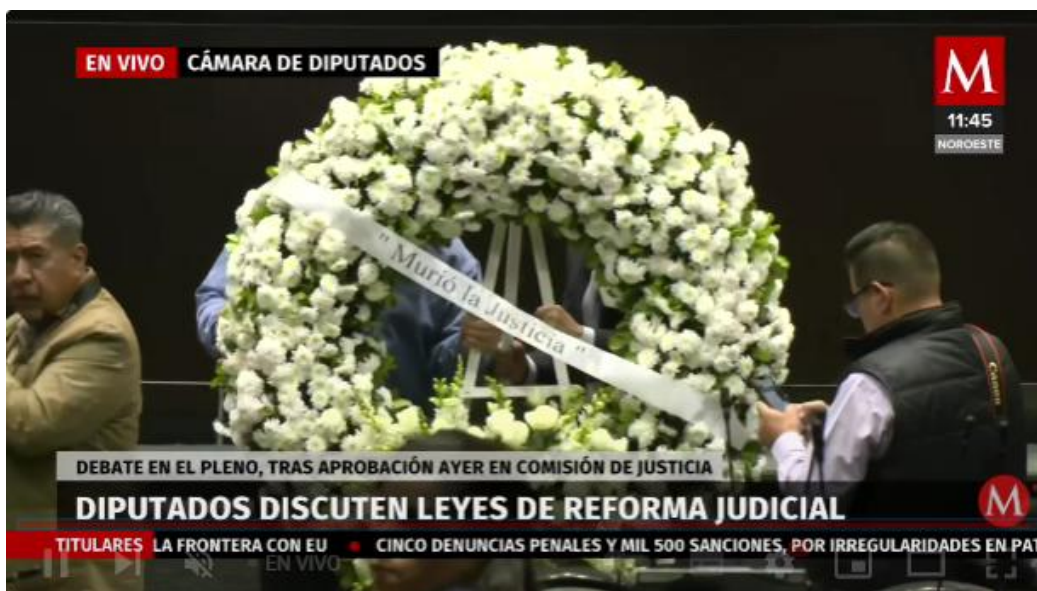 EN VIVO CÁMARA DE DIPUTADOS
M
11:45
NOROESTE
" Murió la Justicia "
Canon
DEBATE EN EL PLENO, TRAS APROBACIÓN AYER EN COMISIÓN DE JUSTICIA
DIPUTADOS DISCUTEN LEYES DE REFORMA JUDICIAL
M
TITULARES LA FRONTERA CON EU CINCO DENUNCIAS PENALES Y MIL 500 SANCIONES, POR IRREGULARIDADES EN PAT
EN VIVO